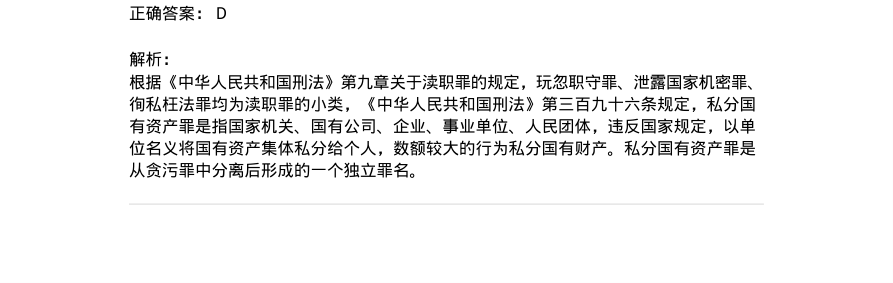 正确答案： D
解析：
根据《中华人民共和国刑法》第九章关于渎职罪的规定，玩忽职守罪、泄露国家机密罪、
徇私枉法罪均为渎职罪的小类，《中华人民共和国刑法》第三百九十六条规定，私分国
有资产罪是指国家机关、国有公司、企业、事业单位、人民团体，违反国家规定，以单
位名义将国有资产集体私分给个人，数额较大的行为私分国有财产。私分国有资产罪是
从贪污罪中分离后形成的一个独立罪名。